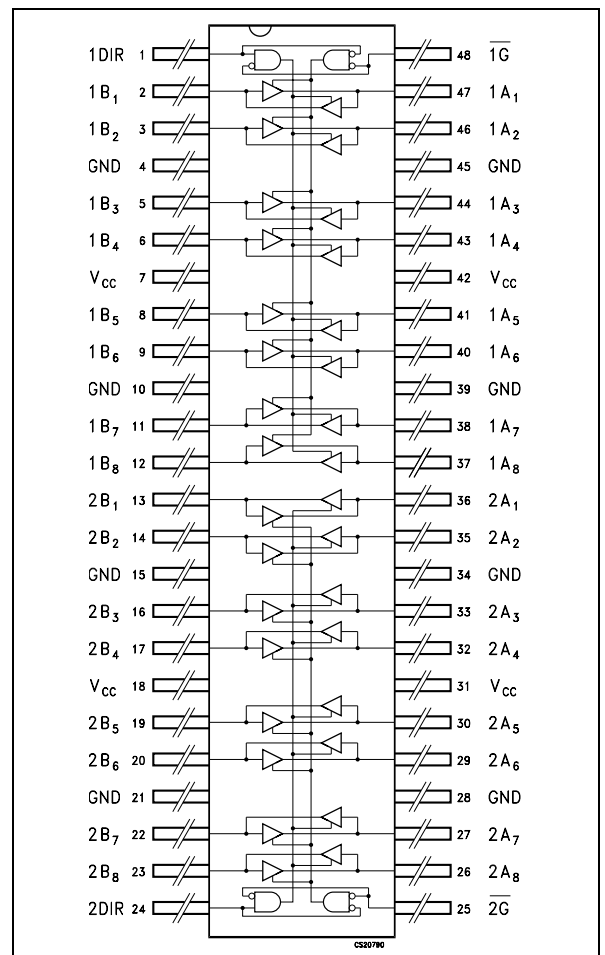 1DIR 1 48 1G
1B1 2 47 1A1
1B2 3 46 1A2
GND 4 45 GND
1B3 5 44 1A3
1B4 6 43 1A4
VCC 7 42 VCC
1B5 8 41 1A5
1B6 9 40 1A6
GND 10 39 GND
1B7 11 38 1A7
1B8 12 37 1A8
2B1 13 36 2A1
2B2 14 35 2A2
GND 15 34 GND
2B3 16 33 2A3
2B4 17 32 2A4
VCC 18 31 VCC
2B5 19 30 2A5
2B6 20 29 2A6
GND 21 28 GND
2B7 22 27 2A7
2B8 23 26 2A8
2DIR 24 25 2G
CS20790